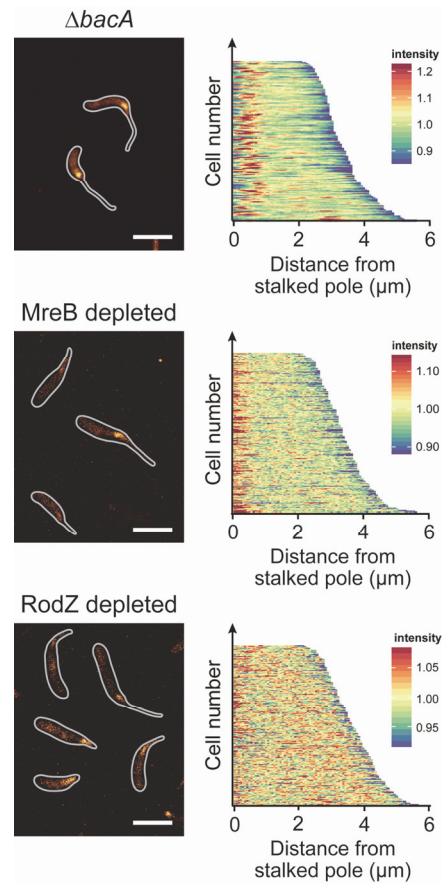 ΔbacA
intensity
1.2
1.1
1.0
0.9
Cell number
0 2 4 6
Distance from
stalked pole (µm)
MreB depleted
intensity
1.10
1.00
0.90
Cell number
0 2 4 6
Distance from
stalked pole (µm)
RodZ depleted
intensity
1.05
1.00
0.95
Cell number
0 2 4 6
Distance from
stalked pole (µm)